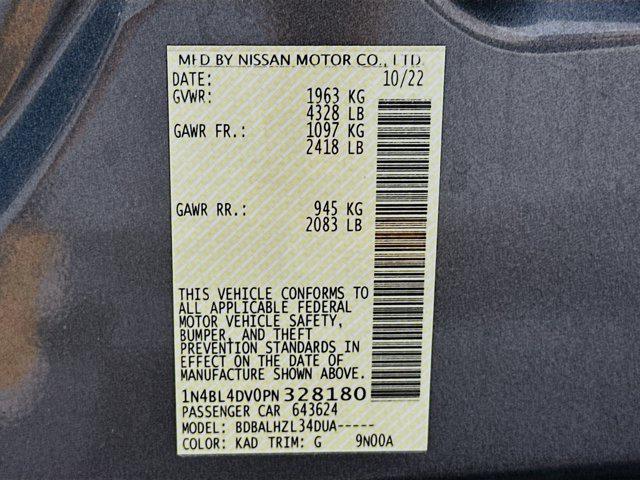 MFD BY NISSAN MOTOR CO., LTD.
DATE: 10/22
GVWR: 1963 KG
4328 LB
GAWR FR.: 1097 KG
2418 LB
GAWR RR.: 945 KG
2083 LB
THIS VEHICLE CONFORMS TO
ALL APPLICABLE FEDERAL
MOTOR VEHICLE SAFETY,
BUMPER, AND THEFT
PREVENTION STANDARDS IN
EFFECT ON THE DATE OF
MANUFACTURE SHOWN ABOVE.
1N4BL4DV0PN328180
PASSENGER CAR 643624
MODEL: BDBALHZL34DUA-----
COLOR: KAD TRIM: G 9N00A